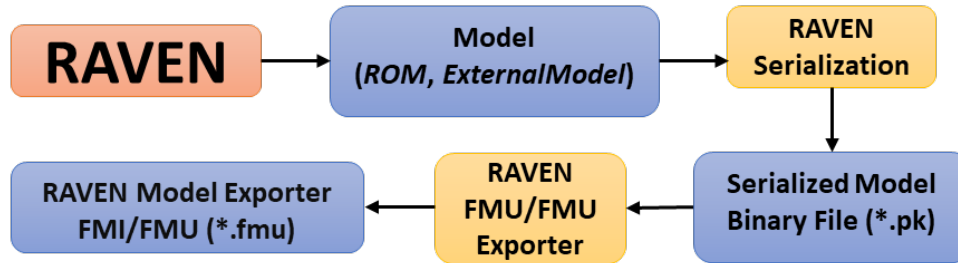 RAVEN
Model
(ROM, ExternalModel)
RAVEN
Serialization
Serialized Model
Binary File (*.pk)
RAVEN
FMU/FMU
Exporter
RAVEN Model Exporter
FMI/FMU (*.fmu)